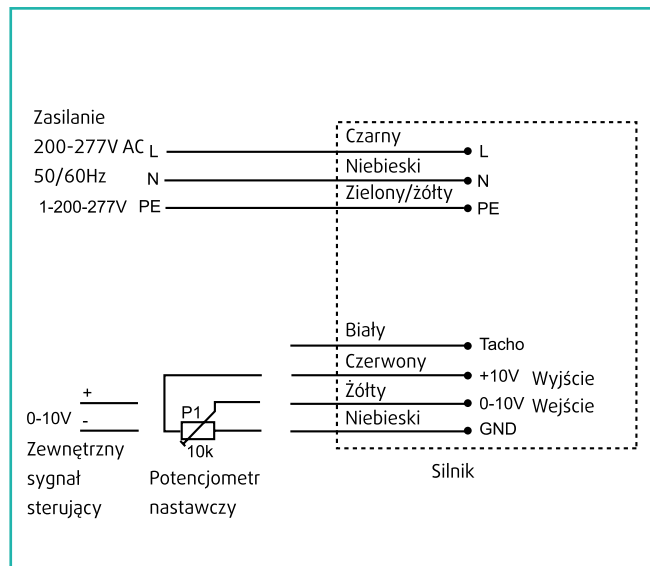 Zasilanie
200-277V AC L
50/60Hz N
1-200-277V PE
Czarny
L
Niebieski
N
Zielony/żółty
PE
Biały
Tacho
Czerwony
+10V Wyjście
Żółty
0-10V Wejście
Niebieski
GND
+
0-10V -
Zewnętrzny
sygnał
sterujący
P1
10k
Potencjometr
nastawczy
Silnik